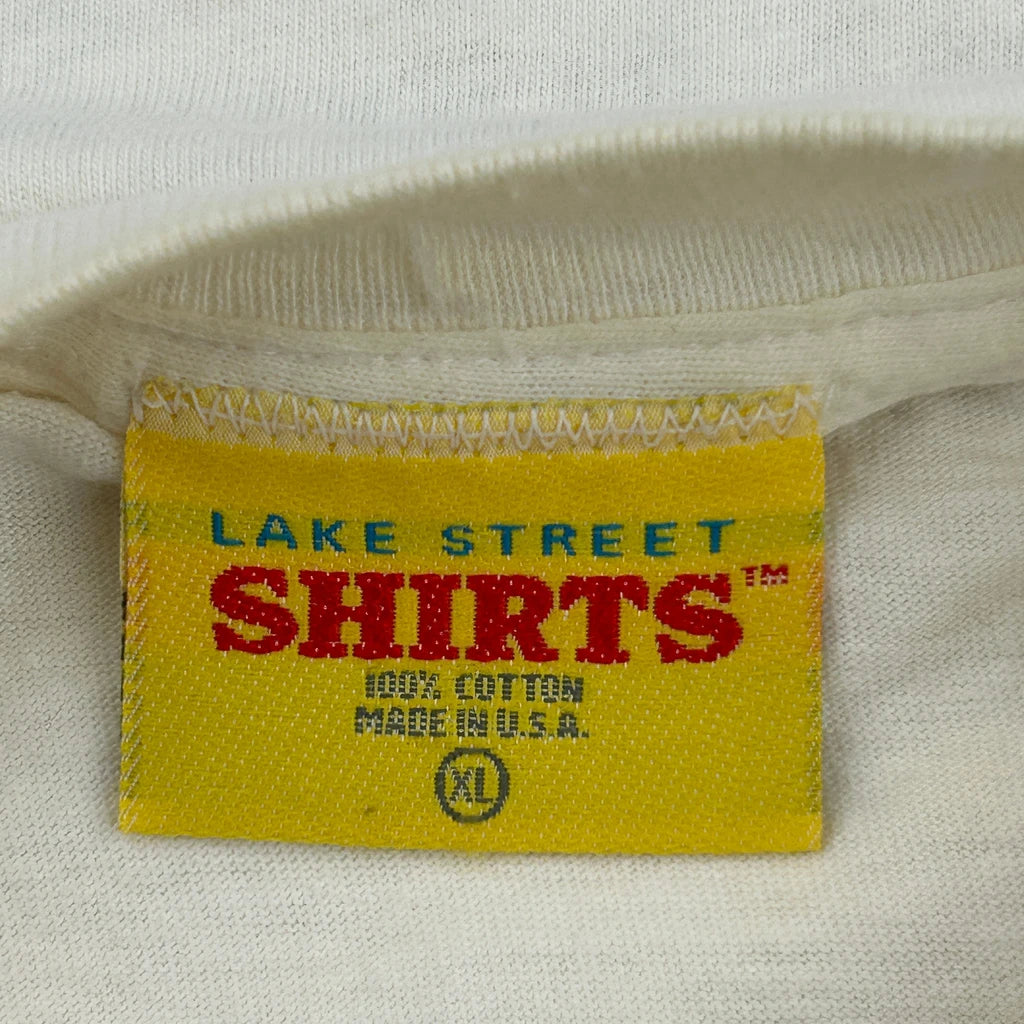 LAKE STREET
SHIRTS™
100% COTTON
MADE IN U.S.A.
XL